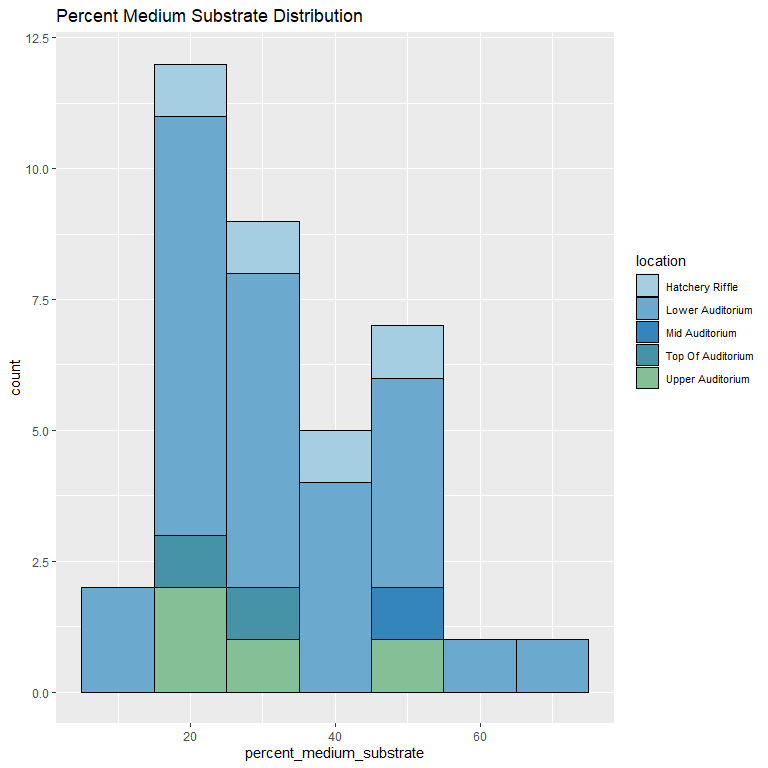 Percent Medium Substrate Distribution
12.5
10.0
7.5
5.0
2.5
0.0
count
20
40
60
percent_medium_substrate
location
Hatchery Riffle
Lower Auditorium
Mid Auditorium
Top Of Auditorium
Upper Auditorium